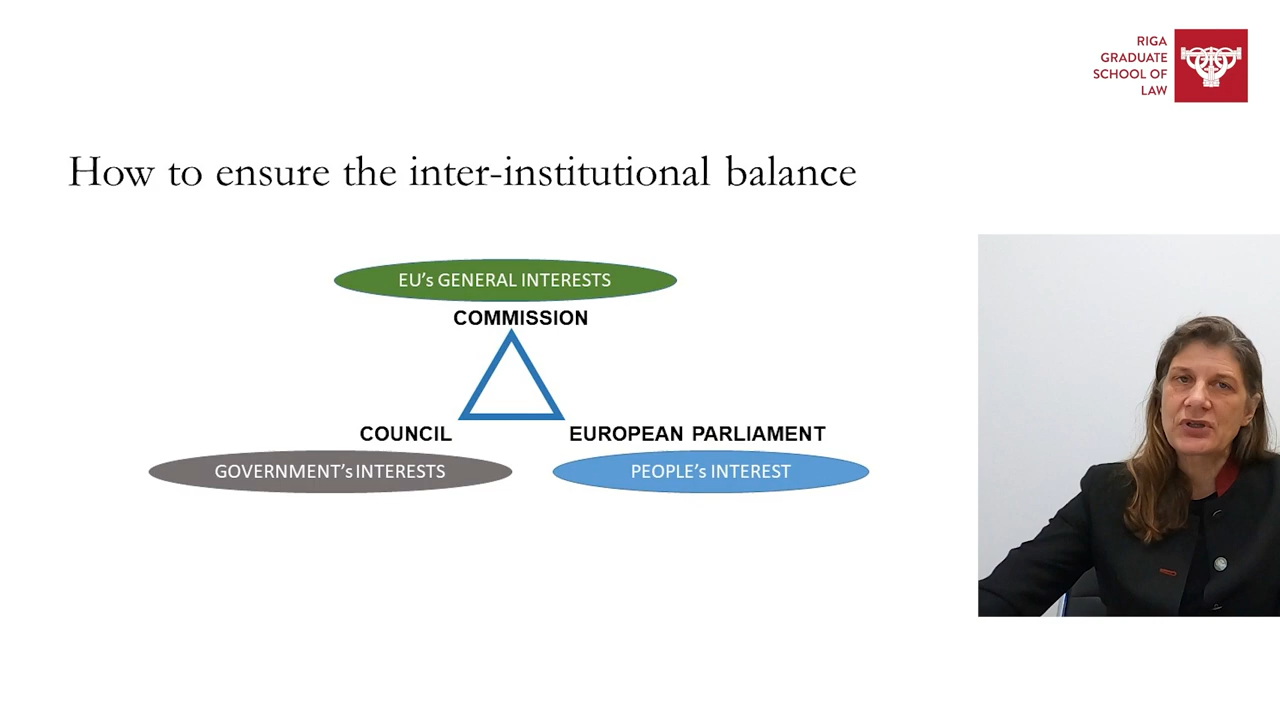 RIGA
GRADUATE
SCHOOL OF
LAW
How to ensure the inter-institutional balance
EU’s GENERAL INTERESTS
COMMISSION
COUNCIL
EUROPEAN PARLIAMENT
GOVERNMENT’s INTERESTS
PEOPLE’s INTEREST